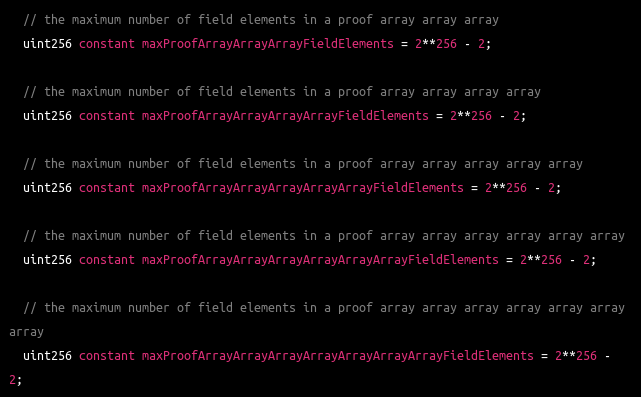 // the maximum number of field elements in a proof array array array
uint256 constant maxProofArrayArrayArrayFieldElements = 2**256 - 2;
// the maximum number of field elements in a proof array array array array
uint256 constant maxProofArrayArrayArrayArrayFieldElements = 2**256 - 2;
// the maximum number of field elements in a proof array array array array array
uint256 constant maxProofArrayArrayArrayArrayArrayFieldElements = 2**256 - 2;
// the maximum number of field elements in a proof array array array array array array
uint256 constant maxProofArrayArrayArrayArrayArrayArrayFieldElements = 2**256 - 2;
// the maximum number of field elements in a proof array array array array array array
array
uint256 constant maxProofArrayArrayArrayArrayArrayArrayArrayFieldElements = 2**256 -
2;